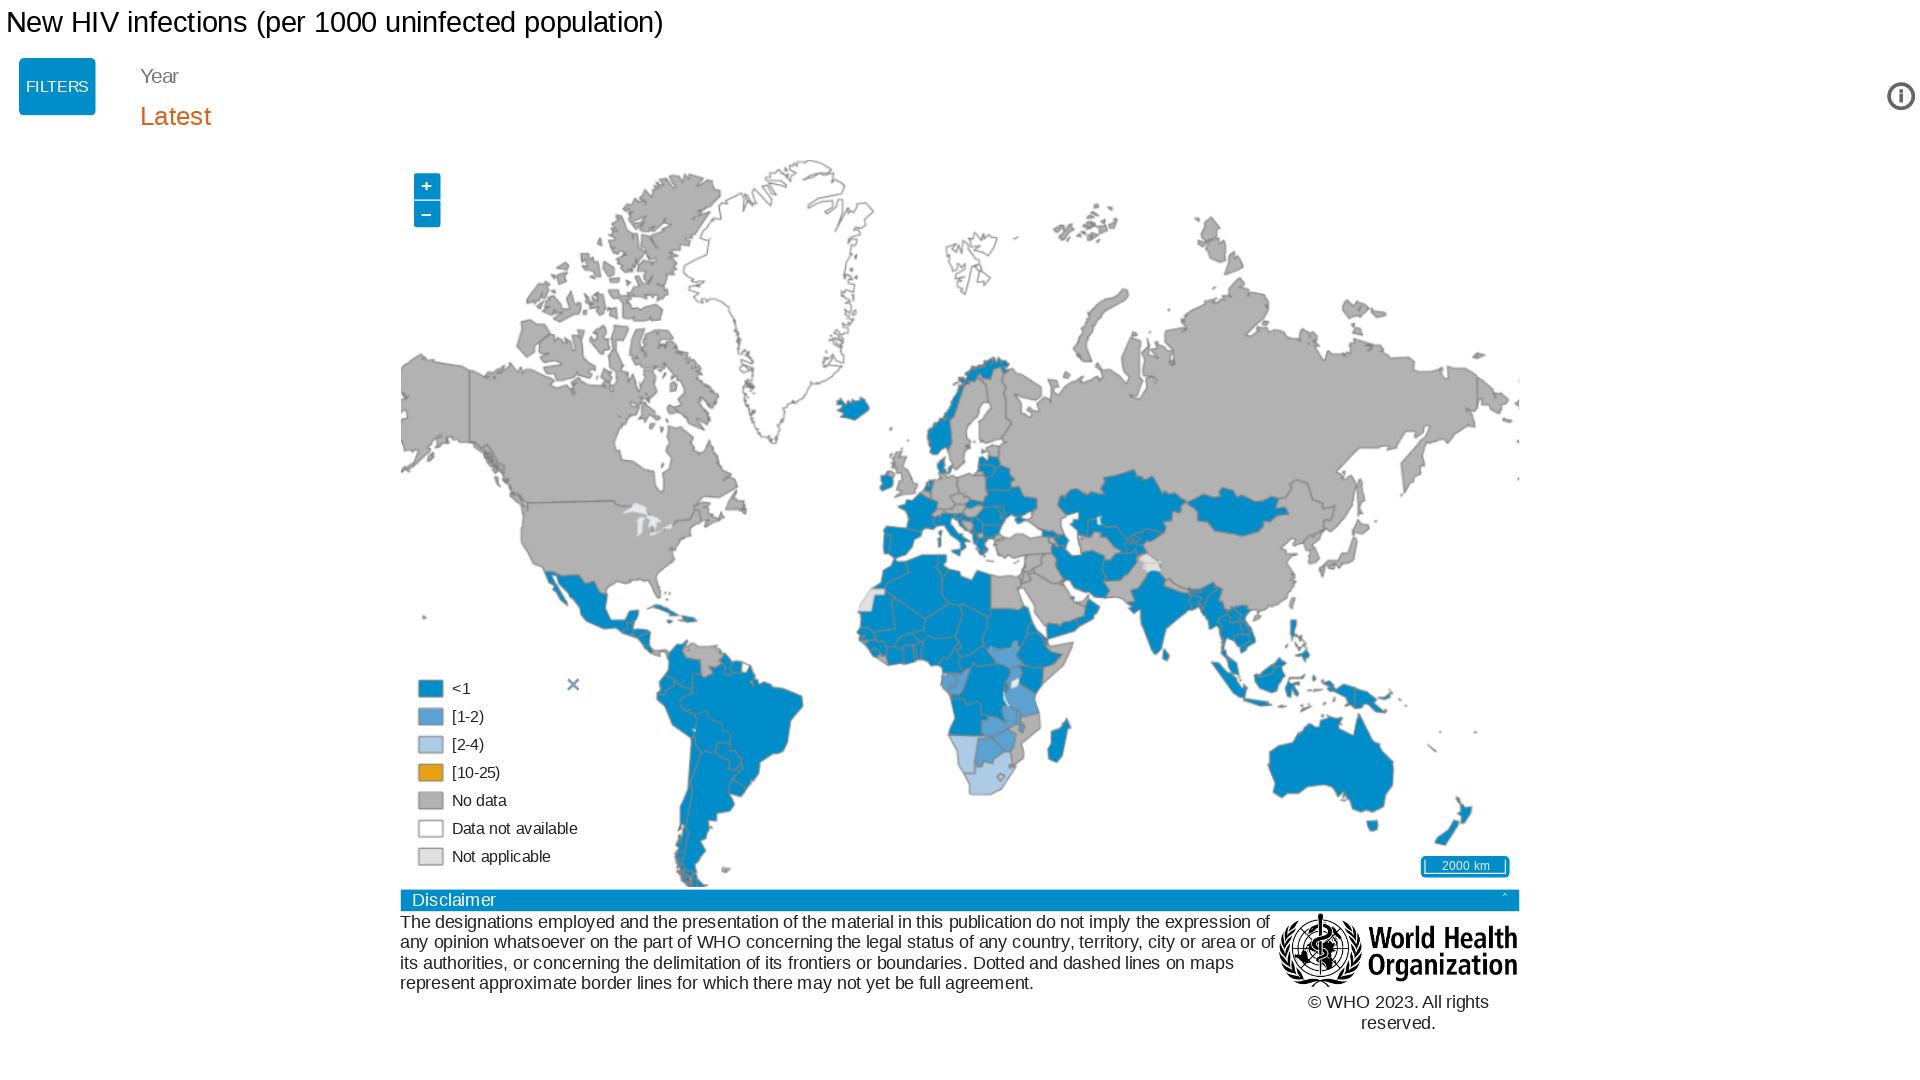 New HIV infections (per 1000 uninfected population)
FILTERS
Year
Latest
+
−
<1
[1-2)
[2-4)
[10-25)
No data
Data not available
Not applicable
2000 km
Disclaimer
The designations employed and the presentation of the material in this publication do not imply the expression of
any opinion whatsoever on the part of WHO concerning the legal status of any country, territory, city or area or of
its authorities, or concerning the delimitation of its frontiers or boundaries. Dotted and dashed lines on maps
represent approximate border lines for which there may not yet be full agreement.
World Health
Organization
© WHO 2023. All rights
reserved.